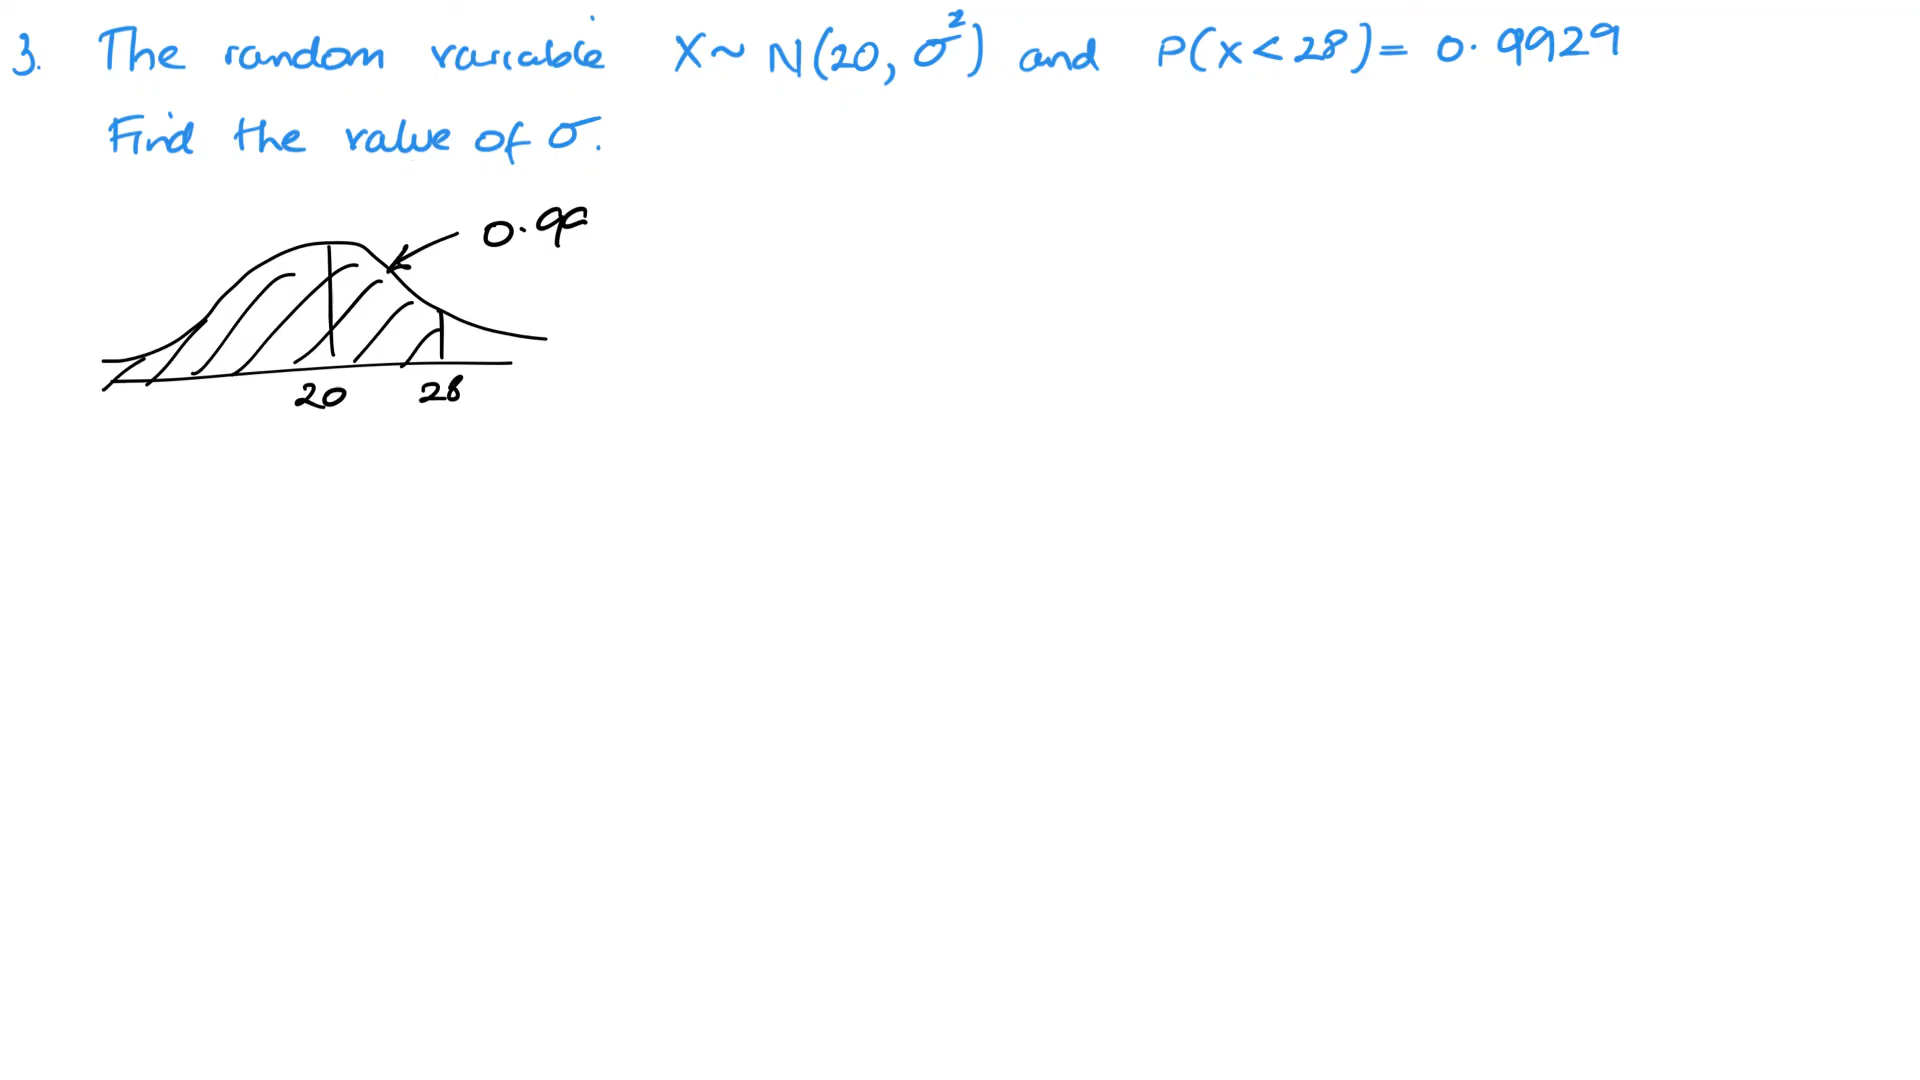 3. The random variable X ~ N(20, σ²) and P(X < 28) = 0.9929
Find the value of σ.
0.99
20 28